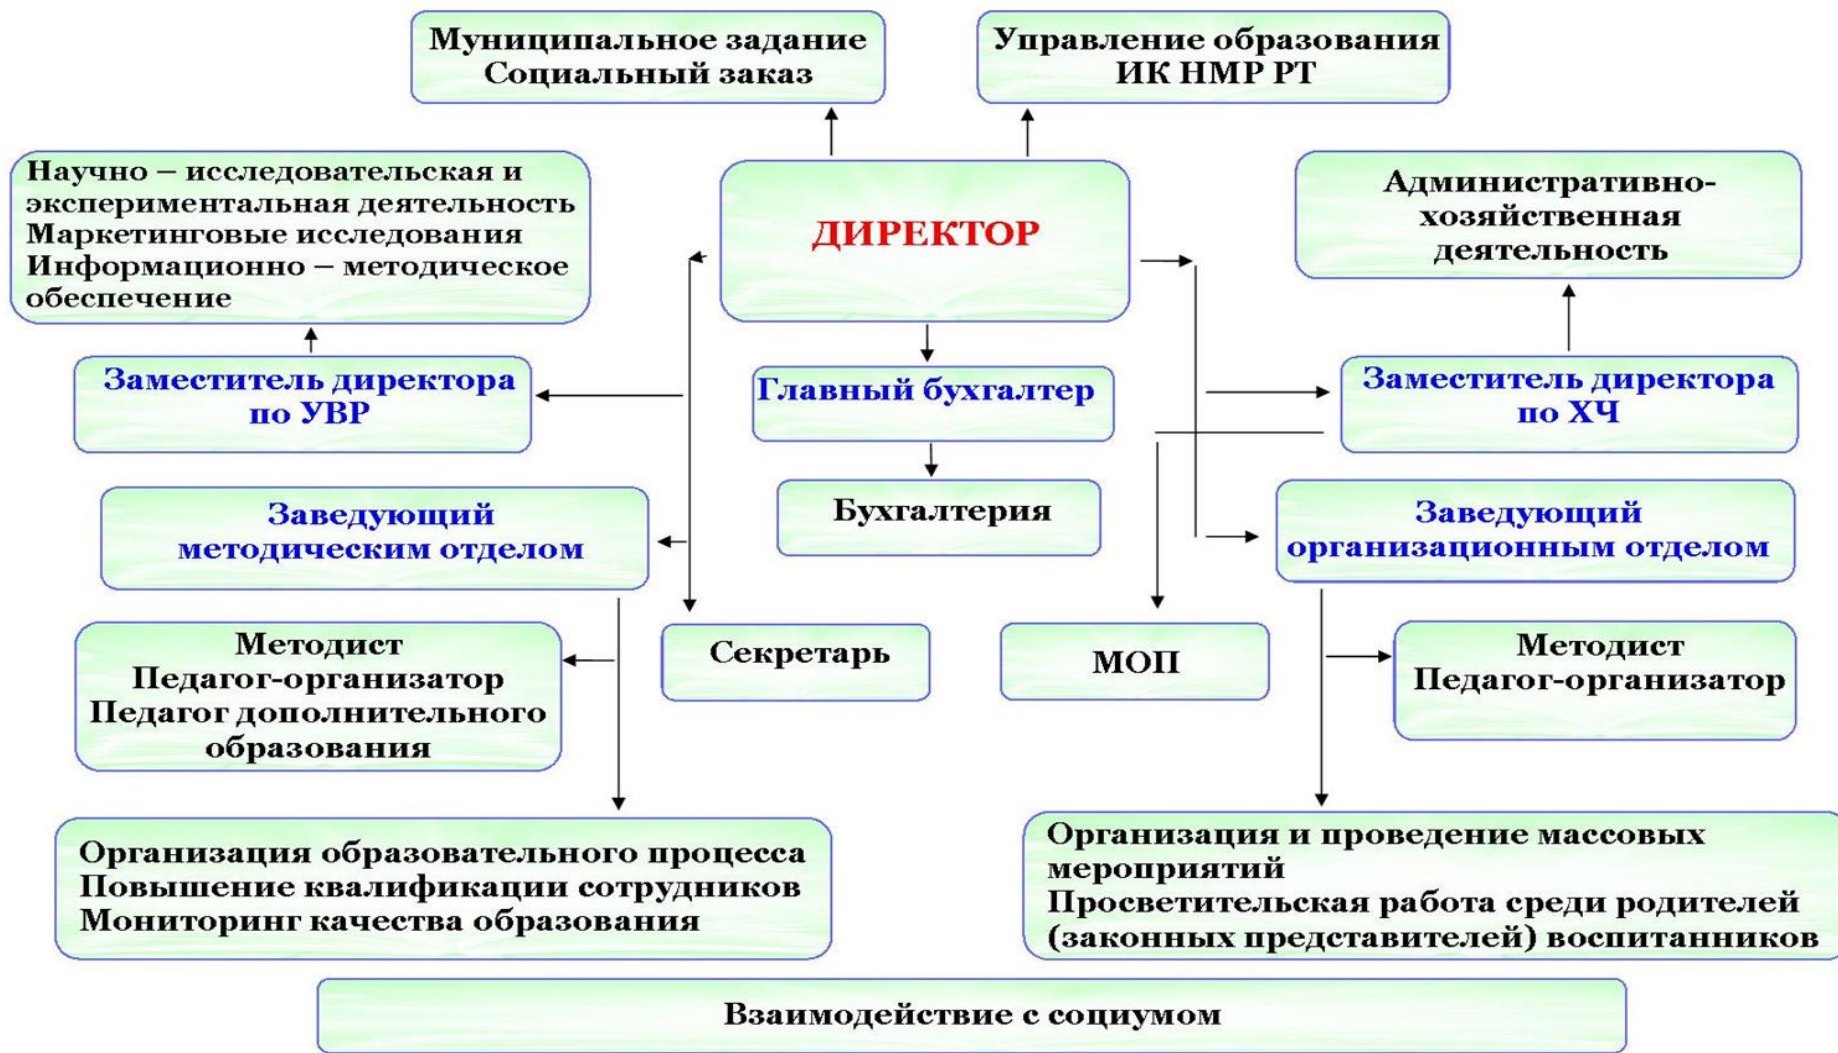 Муниципальное задание
Социальный заказ
Управление образования
ИК НМР РТ
Научно – исследовательская и
экспериментальная деятельность
Маркетинговые исследования
Информационно – методическое
обеспечение
ДИРЕКТОР
Административно-
хозяйственная
деятельность
Заместитель директора
по УВР
Главный бухгалтер
Заместитель директора
по ХЧ
Заведующий
методическим отделом
Бухгалтерия
Заведующий
организационным отделом
Методист
Педагог-организатор
Педагог дополнительного
образования
Секретарь
МОП
Методист
Педагог-организатор
Организация образовательного процесса
Повышение квалификации сотрудников
Мониторинг качества образования
Организация и проведение массовых
мероприятий
Просветительская работа среди родителей
(законных представителей) воспитанников
Взаимодействие с социумом